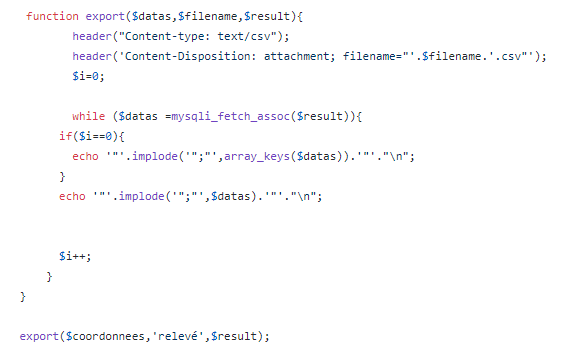 function export($datas,$filename,$result){
header("Content-type: text/csv");
header('Content-Disposition: attachment; filename="'.$filename.'.csv"');
$i=0;
while ($datas =mysqli_fetch_assoc($result)){
if($i==0){
echo '"'.implode('";"',array_keys($datas)).'"'."\n";
}
echo '"'.implode('";"',$datas).'"'."\n";
$i++;
}
}
export($coordonnees,'relevé',$result);